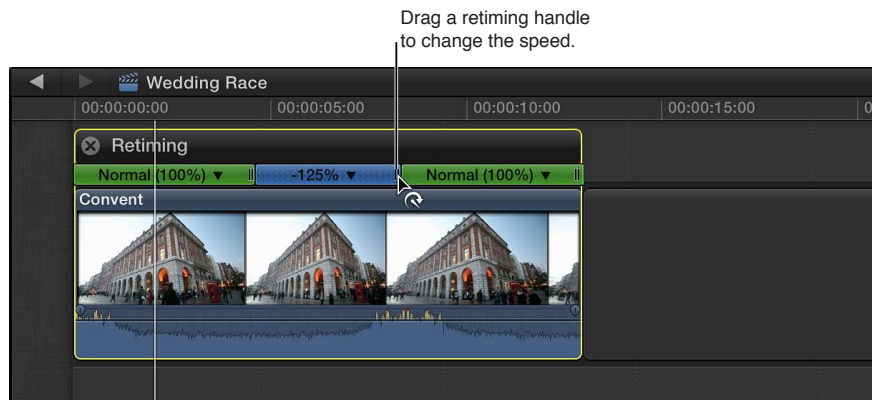 Drag a retiming handle
to change the speed.
Wedding Race
00:00:00:00 00:00:05:00 00:00:10:00 00:00:15:00 0
Retiming
Normal (100%) -125% Normal (100%)
Convent